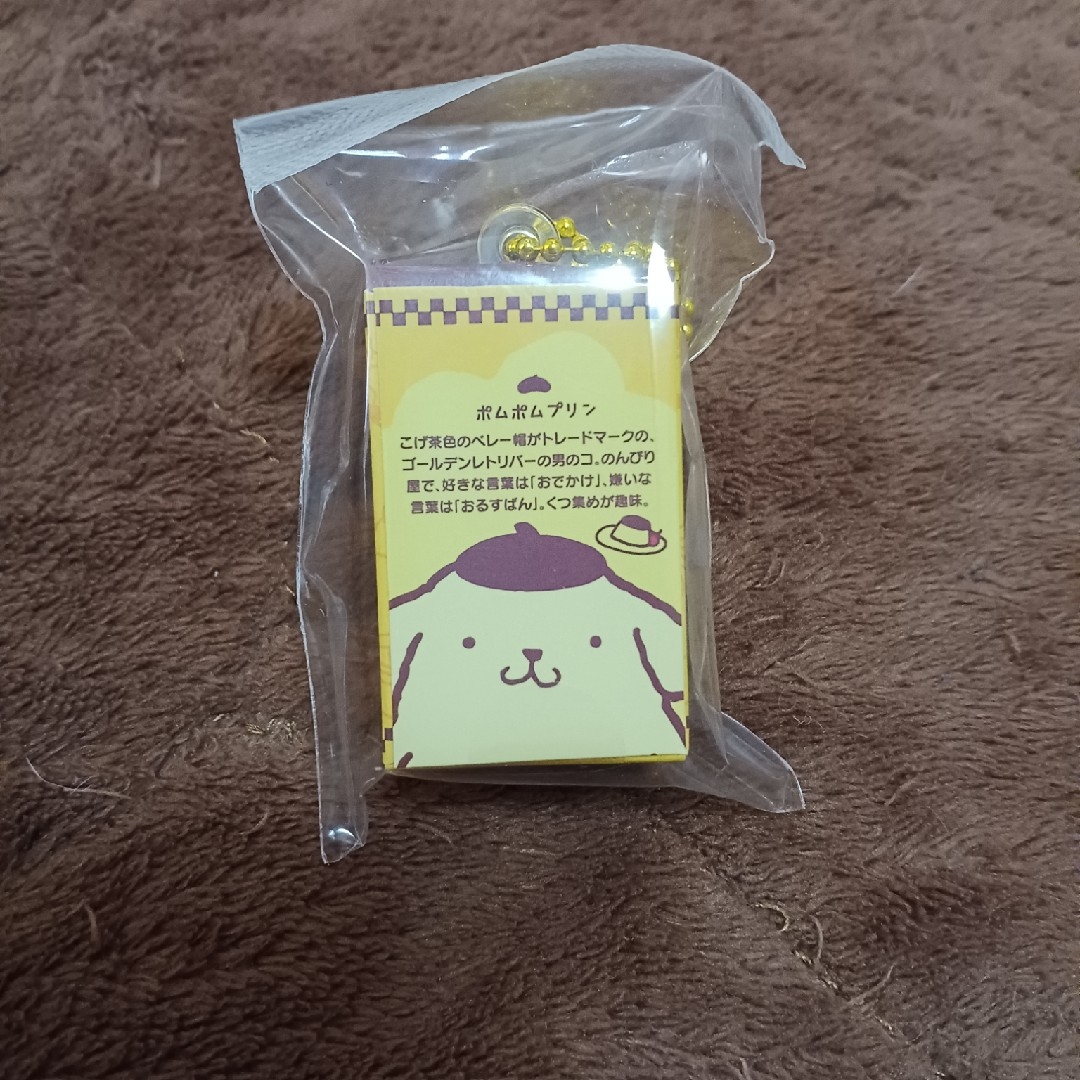 ポムポムプリン
こげ茶色のベレー帽がトレードマークの、
ゴールデンレトリバーの男のコ。のんびり
屋で、好きな言葉は「おでかけ」、嫌いな
言葉は「おるすばん」。くつ集めが趣味。